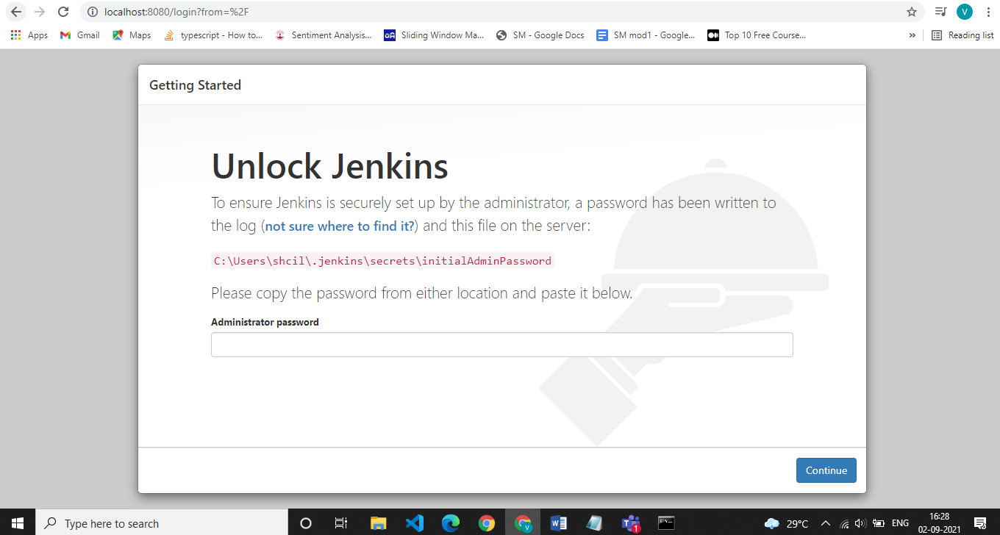 localhost:8080/login?from=%2F
V
Apps Gmail Maps typescript - How to... Sentiment Analysis... GA Sliding Window Ma... SM - Google Docs SM mod1 - Google... Top 10 Free Course... » Reading list
Getting Started
Unlock Jenkins
To ensure Jenkins is securely set up by the administrator, a password has been written to
the log (not sure where to find it?) and this file on the server:
C:\Users\shcil\.jenkins\secrets\initialAdminPassword
Please copy the password from either location and paste it below.
Administrator password
Continue
Type here to search
V
W
T
1
29°C
ENG
16:28
02-09-2021